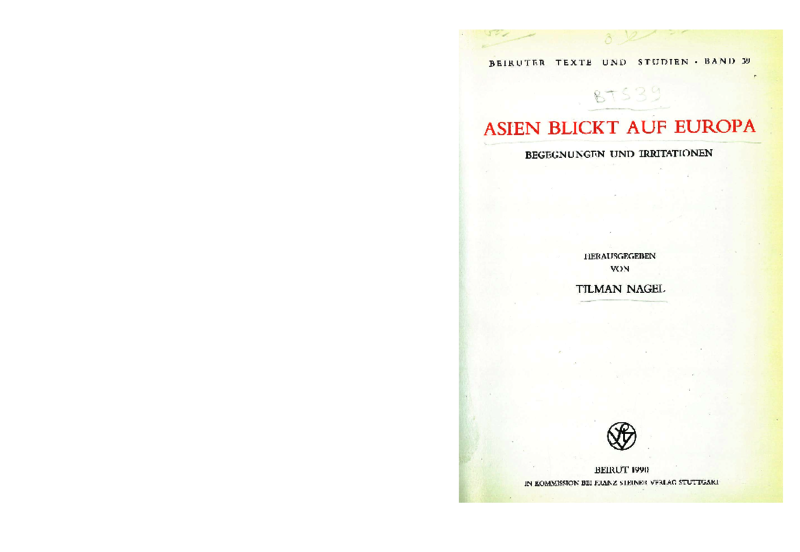 BEIRUTER TEXTE UND STUDIEN · BAND 39
BTS39
ASIEN BLICKT AUF EUROPA
BEGEGNUNGEN UND IRRITATIONEN
HERAUSGEGEBEN
VON
TILMAN NAGEL
BEIRUT 1990
IN KOMMISSION BEI FRANZ STEINER VERLAG STUTTGART